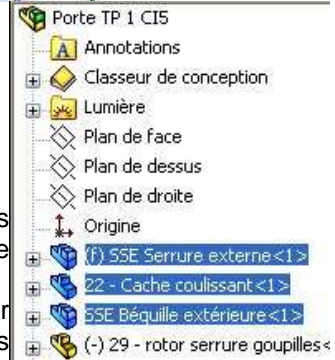 Porte TP 1 CI5
Annotations
Classeur de conception
Lumière
Plan de face
Plan de dessus
Plan de droite
Origine
(f) SSE Serrure externe<1>
22 - Cache coulissant<1>
SSE Béquille extérieure<1>
(-) 29 - rotor serrure goupilles<